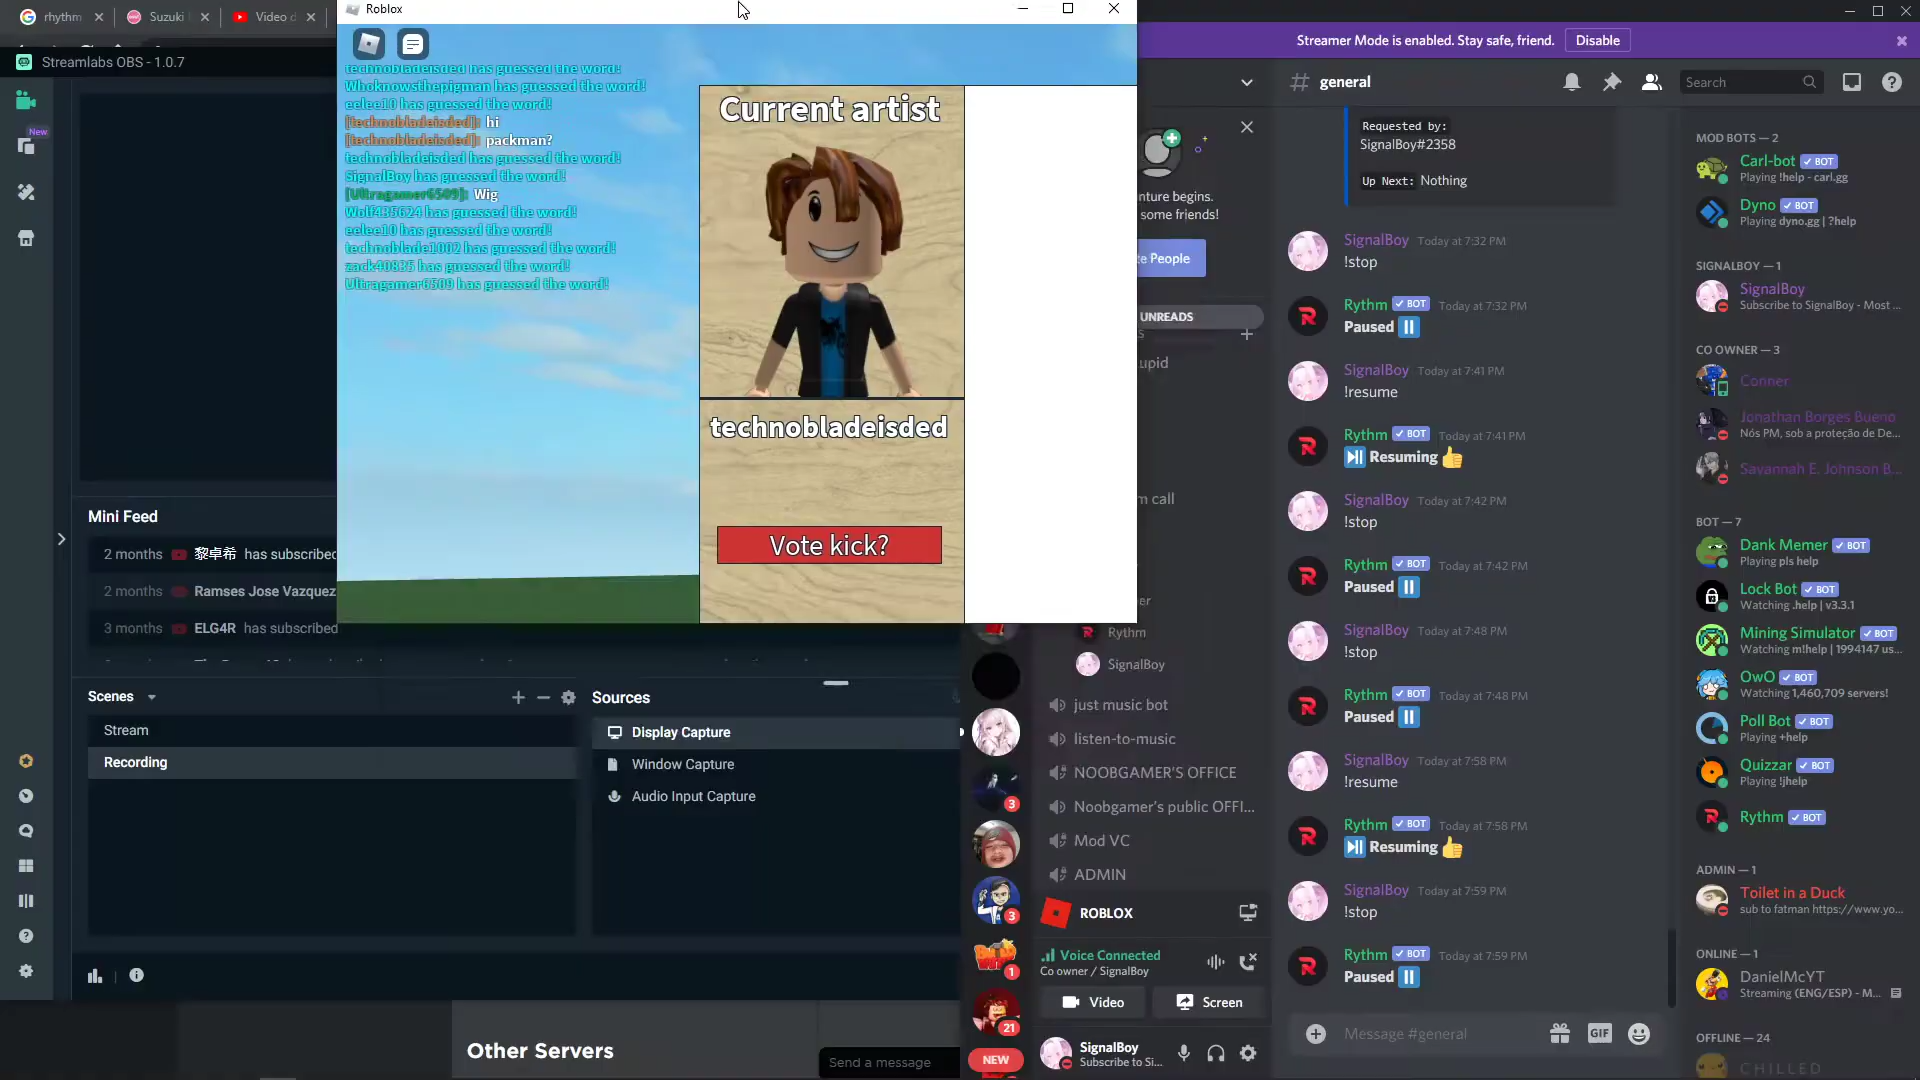 rhythm
Suzuki
Video d
Streamlabs OBS - 1.0.7
New
Mini Feed
2 months 黎卓希 has subscribed
2 months Ramses Jose Vazquez
3 months ELG4R has subscribed
Scenes
Stream
Recording
Sources
Display Capture
Window Capture
Audio Input Capture
Other Servers
Send a message
Roblox
technobladeisded has guessed the word!
Whoknowsthepigman has guessed the word!
eelee10 has guessed the word!
[technobladeisded]: hi
[technobladeisded]: packman?
technobladeisded has guessed the word!
SignalBoy has guessed the word!
[Ultragamer6509]: Wig
Wolf435624 has guessed the word!
eelee10 has guessed the word!
technoblade1002 has guessed the word!
zack40835 has guessed the word!
Ultragamer6509 has guessed the word!
Current artist
technobladeisded
Vote kick?
Streamer Mode is enabled. Stay safe, friend.
Disable
nture begins.
some friends!
te People
UNREADS
upid
m call
Rythm
SignalBoy
just music bot
listen-to-music
NOOBGAMER'S OFFICE
Noobgamer's public OFFI...
Mod VC
ADMIN
ROBLOX
Voice Connected
Co owner / SignalBoy
Video
Screen
SignalBoy
Subscribe to Si...
3
3
1
21
NEW
# general
Search
Requested by:
SignalBoy#2358
Up Next: Nothing
SignalBoy Today at 7:32 PM
!stop
Rythm BOT Today at 7:32 PM
Paused
SignalBoy Today at 7:41 PM
!resume
Rythm BOT Today at 7:41 PM
Resuming
SignalBoy Today at 7:42 PM
!stop
Rythm BOT Today at 7:42 PM
Paused
SignalBoy Today at 7:48 PM
!stop
Rythm BOT Today at 7:48 PM
Paused
SignalBoy Today at 7:58 PM
!resume
Rythm BOT Today at 7:58 PM
Resuming
SignalBoy Today at 7:59 PM
!stop
Rythm BOT Today at 7:59 PM
Paused
Message #general
GIF
MOD BOTS — 2
Carl-bot BOT
Playing !help - carl.gg
Dyno BOT
Playing dyno.gg | ?help
SIGNALBOY — 1
SignalBoy
Subscribe to SignalBoy - Most ...
CO OWNER — 3
Conner
Jonathan Borges Bueno
Nós PM, sob a proteção de De...
Savannah E. Johnson B...
BOT — 7
Dank Memer BOT
Playing pls help
Lock Bot BOT
Watching .help | v3.3.1
Mining Simulator BOT
Watching m!help | 1994147 us...
OwO BOT
Watching 1,460,709 servers!
Poll Bot BOT
Playing +help
Quizzar BOT
Playing !jhelp
Rythm BOT
ADMIN — 1
Toilet in a Duck
sub to fatman https://www.yo...
ONLINE — 1
DanielMcYT
Streaming (ENG/ESP) - M...
OFFLINE — 24
CHILLED